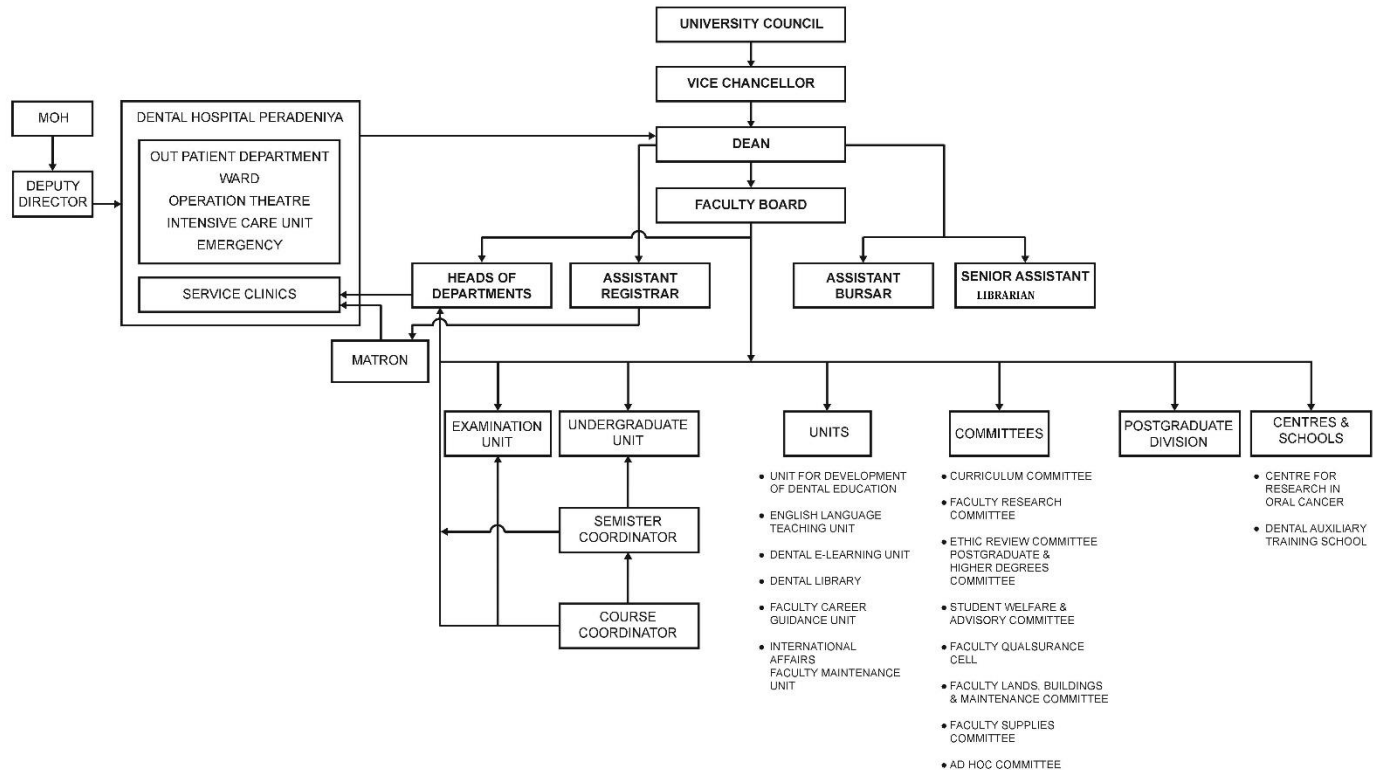 UNIVERSITY COUNCIL
VICE CHANCELLOR
MOH
DENTAL HOSPITAL PERADENIYA
DEAN
OUT PATIENT DEPARTMENT
WARD
OPERATION THEATRE
INTENSIVE CARE UNIT
EMERGENCY
DEPUTY
DIRECTOR
FACULTY BOARD
SERVICE CLINICS
HEADS OF
DEPARTMENTS
ASSISTANT
REGISTRAR
ASSISTANT
BURSAR
SENIOR ASSISTANT
LIBRARIAN
MATRON
EXAMINATION
UNIT
UNDERGRADUATE
UNIT
UNITS
COMMITTEES
POSTGRADUATE
DIVISION
CENTRES
& SCHOOLS
SEMISTER
COORDINATOR
COURSE
COORDINATOR
• UNIT FOR DEVELOPMENT
OF DENTAL EDUCATION
• ENGLISH LANGUAGE
TEACHING UNIT
• DENTAL E-LEARNING UNIT
• DENTAL LIBRARY
• FACULTY CAREER
GUIDANCE UNIT
• INTERNATIONAL
AFFAIRS
FACULTY MAINTENANCE
UNIT
• CURRICULUM COMMITTEE
• FACULTY RESEARCH
COMMITTEE
• ETHIC REVIEW COMMITTEE
POSTGRADUATE &
HIGHER DEGREES
COMMITTEE
• STUDENT WELFARE &
ADVISORY COMMITTEE
• FACULTY QUALSURANCE
CELL
• FACULTY LANDS, BUILDINGS
& MAINTENANCE COMMITTEE
• FACULTY SUPPLIES
COMMITTEE
• AD HOC COMMITTEE
• CENTRE FOR
RESEARCH IN
ORAL CANCER
• DENTAL AUXILIARY
TRAINING SCHOOL